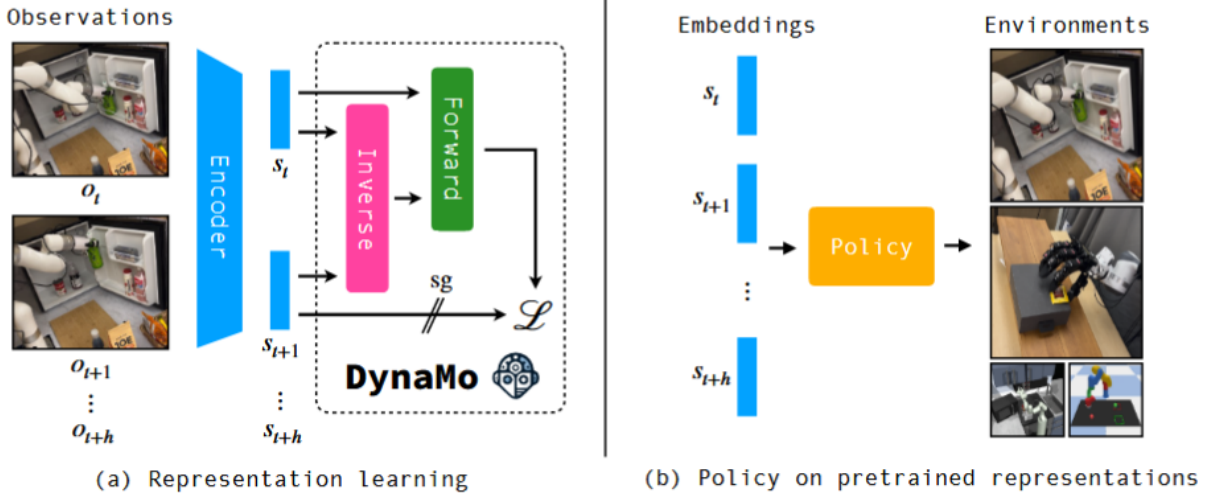 Observations
o_t
o_{t+1}
⋮
o_{t+h}
Encoder
s_t
s_{t+1}
⋮
s_{t+h}
Inverse
Forward
sg
ℒ
DynaMo
(a) Representation learning
Embeddings
s_t
s_{t+1}
⋮
s_{t+h}
Policy
Environments
(b) Policy on pretrained representations